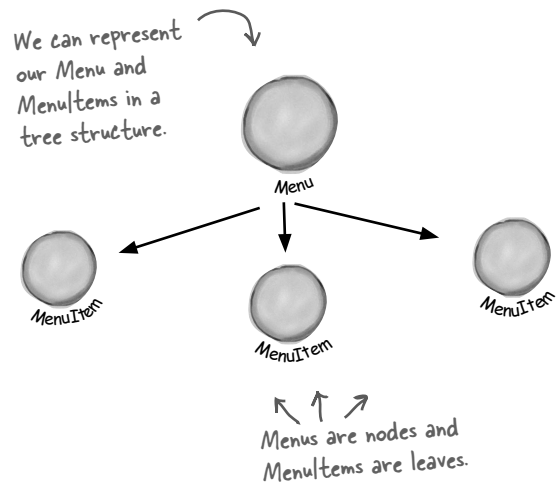 We can represent
our Menu and
MenuItems in a
tree structure.
Menu
MenuItem
MenuItem
MenuItem
Menus are nodes and
MenuItems are leaves.